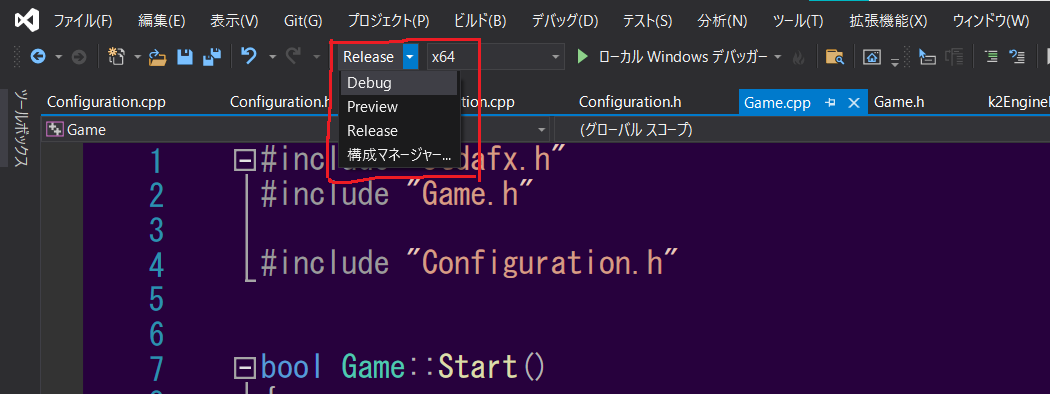 ファイル(F) 編集(E) 表示(V) Git(G) プロジェクト(P) ビルド(B) デバッグ(D) テスト(S) 分析(N) ツール(T) 拡張機能(X) ウィンドウ(W)
Release x64 ローカル Windows デバッガー
Debug
Preview
Release
構成マネージャー...
ツールボックス
Configuration.cpp Configuration.h tion.cpp Configuration.h Game.cpp Game.h k2Engine
Game (グローバル スコープ)
1 #include "stdafx.h"
2 #include "Game.h"
3
4 #include "Configuration.h"
5
6
7 bool Game::Start()
{